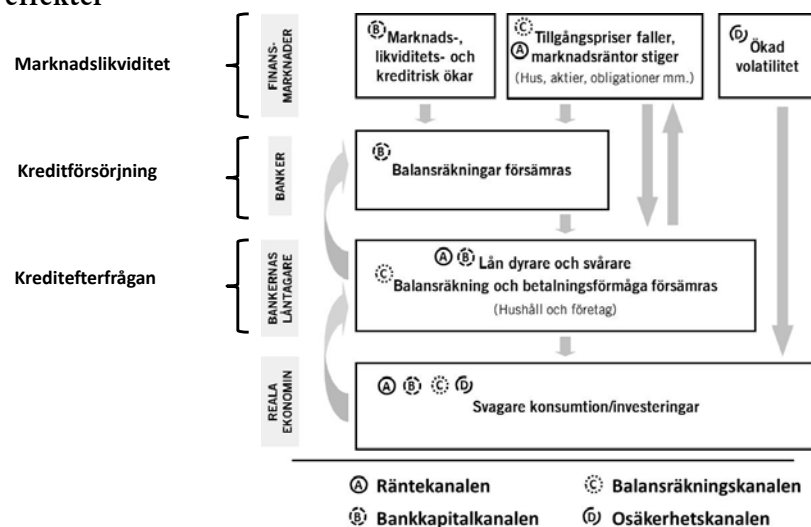 effekter
Marknadslikviditet
FINANS-
MARKNADER
Ⓑ Marknads-,
likviditets- och
kreditrisk ökar
Ⓒ Tillgångspriser faller,
Ⓐ marknadsräntor stiger
(Hus, aktier, obligationer mm.)
Ⓓ Ökad
volatilitet
Kreditförsörjning
BANKER
Ⓑ
Balansräkningar försämras
Kreditefterfrågan
BANKERNAS
LÅNTAGARE
Ⓐ Ⓑ Lån dyrare och svårare
Ⓒ Balansräkning och betalningsförmåga försämras
(Hushåll och företag)
REALA
EKONOMIN
Ⓐ Ⓑ Ⓒ Ⓓ
Svagare konsumtion/investeringar
Ⓐ Räntekanalen
Ⓒ Balansräkningskanalen
Ⓑ Bankkapitalkanalen
Ⓓ Osäkerhetskanalen